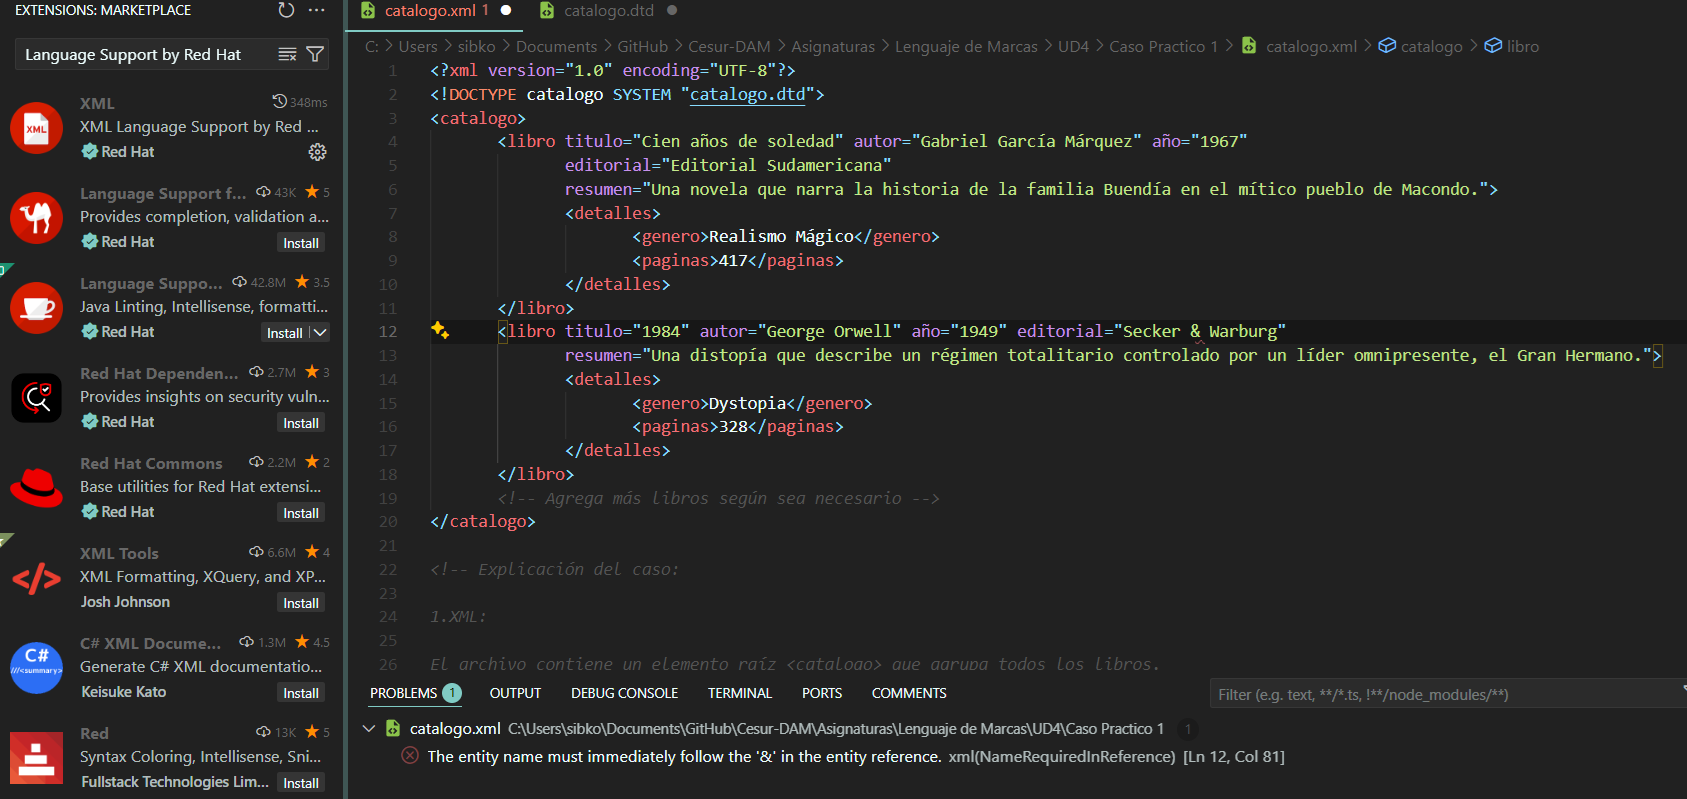 EXTENSIONS: MARKETPLACE
Language Support by Red Hat
XML
348ms
XML Language Support by Red ...
Red Hat
Language Support f...
43K
5
Provides completion, validation a...
Red Hat
Install
Language Suppo...
42.8M
3.5
Java Linting, Intellisense, formatti...
Red Hat
Install
Red Hat Dependen...
2.7M
3
Provides insights on security vuln...
Red Hat
Install
Red Hat Commons
2.2M
2
Base utilities for Red Hat extensi...
Red Hat
Install
XML Tools
6.6M
4
XML Formatting, XQuery, and XP...
Josh Johnson
Install
C#
///<summary>
C# XML Docume...
1.3M
4.5
Generate C# XML documentatio...
Keisuke Kato
Install
Red
13K
5
Syntax Coloring, Intellisense, Sni...
Fullstack Technologies Lim...
Install
catalogo.xml 1
catalogo.dtd
C: > Users > sibko > Documents > GitHub > Cesur-DAM > Asignaturas > Lenguaje de Marcas > UD4 > Caso Practico 1 > catalogo.xml > catalogo > libro
1 <?xml version="1.0" encoding="UTF-8"?>
2 <!DOCTYPE catalogo SYSTEM "catalogo.dtd">
3 <catalogo>
4 <libro titulo="Cien años de soledad" autor="Gabriel García Márquez" año="1967"
5 editorial="Editorial Sudamericana"
6 resumen="Una novela que narra la historia de la familia Buendía en el mítico pueblo de Macondo.">
7 <detalles>
8 <genero>Realismo Mágico</genero>
9 <paginas>417</paginas>
10 </detalles>
11 </libro>
12 <libro titulo="1984" autor="George Orwell" año="1949" editorial="Secker & Warburg"
13 resumen="Una distopía que describe un régimen totalitario controlado por un líder omnipresente, el Gran Hermano.">
14 <detalles>
15 <genero>Dystopia</genero>
16 <paginas>328</paginas>
17 </detalles>
18 </libro>
19 <!-- Agrega más libros según sea necesario -->
20 </catalogo>
21
22 <!-- Explicación del caso:
23
24 1.XML:
25
26 El archivo contiene un elemento raíz <catalogo> que agrupa todos los libros.
PROBLEMS 1
OUTPUT
DEBUG CONSOLE
TERMINAL
PORTS
COMMENTS
Filter (e.g. text, **/*.ts, !**/node_modules/**)
catalogo.xml C:\Users\sibko\Documents\GitHub\Cesur-DAM\Asignaturas\Lenguaje de Marcas\UD4\Caso Practico 1 1
The entity name must immediately follow the '&' in the entity reference. xml(NameRequiredInReference) [Ln 12, Col 81]